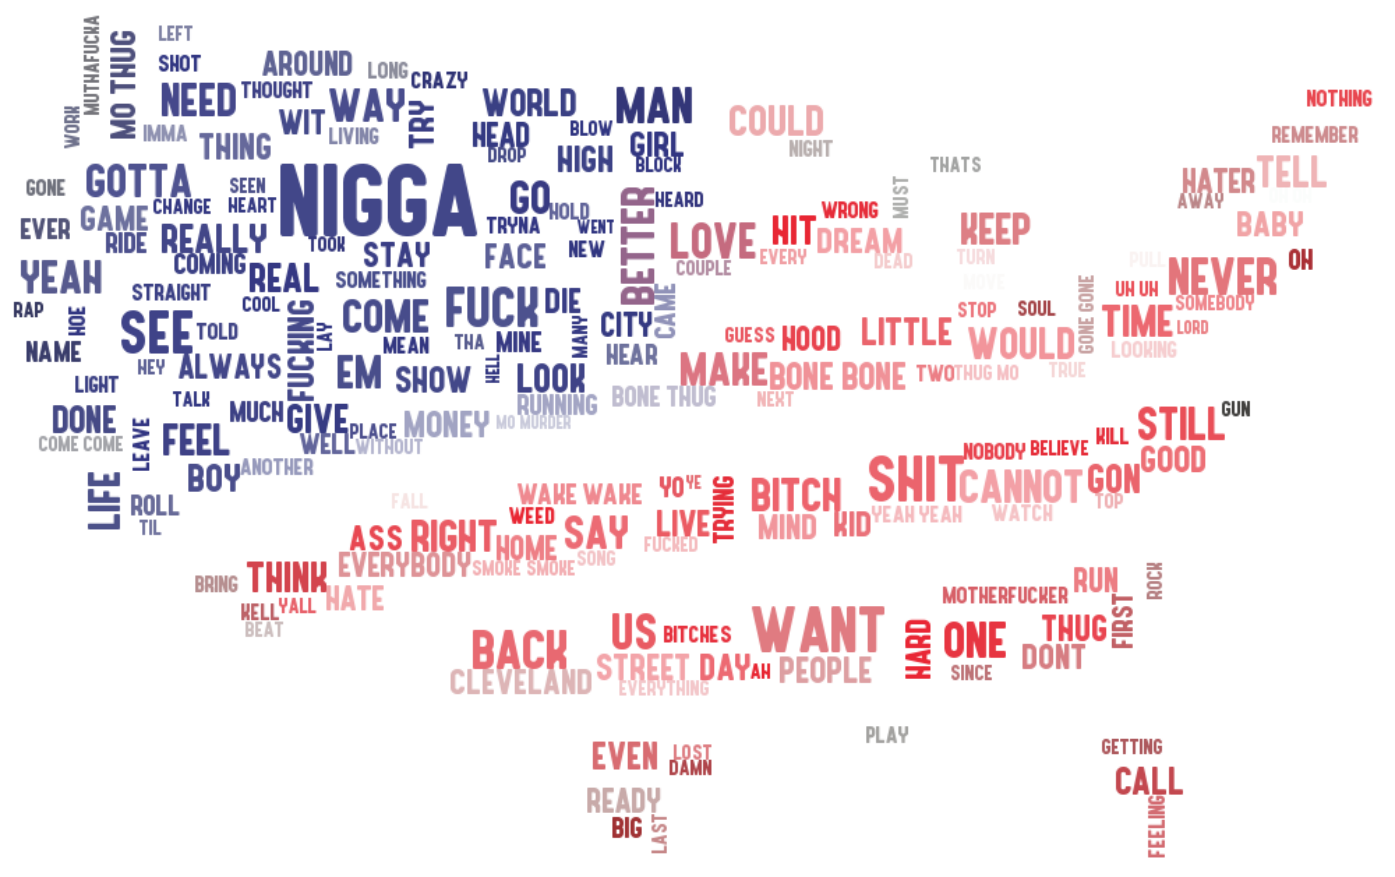 LEFT
MUTHAFUCKA
MO THUG
SHOT
AROUND
LONG
CRAZY
NEED
THOUGHT
WAY
TRY
WORLD
MAN
NOTHING
WORK
IMMA
WIT
LIVING
HEAD
BLOW
GIRL
COULD
REMEMBER
THING
DROP
HIGH
BLOCK
NIGHT
THATS
GONE
GOTTA
SEEN
NIGGA
GO
HEARD
MUST
HATER
TELL
CHANGE
HEART
HOLD
BETTER
WRONG
AWAY
EVER
GAME
TRYNA
WENT
LOVE
HIT
DREAM
KEEP
BABY
RIDE
REALLY
TOOK
STAY
FACE
NEW
EVERY
TURN
COMING
COUPLE
DEAD
PULL
OH
YEAH
REAL
SOMETHING
MOVE
NEVER
STRAIGHT
COOL
FUCK
DIE
CAME
UH UH
SOMEBODY
RAP
HOE
FUCKING
COME
CITY
STOP
SOUL
GONE GONE
TIME
LORD
SEE
TOLD
LAY
MEAN
THA
MINE
MANY
GUESS
HOOD
LITTLE
WOULD
LOOKING
NAME
HEAR
HEY
ALWAYS
EM
SHOW
HELL
LOOK
MAKE
BONE BONE
TWO
THUG MO
TRUE
LIGHT
TALK
RUNNING
BONE THUG
NEXT
DONE
MUCH
GIVE
PLACE
MONEY
MO MURDER
STILL
GUN
COME COME
LEAVE
FEEL
WELL
WITHOUT
NOBODY
BELIEVE
KILL
GOOD
BOY
ANOTHER
SHIT
CANNOT
GON
LIFE
ROLL
FALL
WAKE WAKE
YO
YE
TRYING
BITCH
TOP
TIL
WEED
LIVE
MIND
KID
YEAH YEAH
WATCH
ASS
RIGHT
HOME
SAY
FUCKED
EVERYBODY
SMOKE SMOKE
SONG
BRING
THINK
RUN
ROCK
KELL
YALL
HATE
MOTHERFUCKER
FIRST
BEAT
US
BITCHES
WANT
HARD
ONE
THUG
BACK
STREET
DAY
AH
PEOPLE
SINCE
DONT
CLEVELAND
EVERYTHING
PLAY
EVEN
LOST
DAMN
GETTING
CALL
READY
BIG
LAST
FEELING